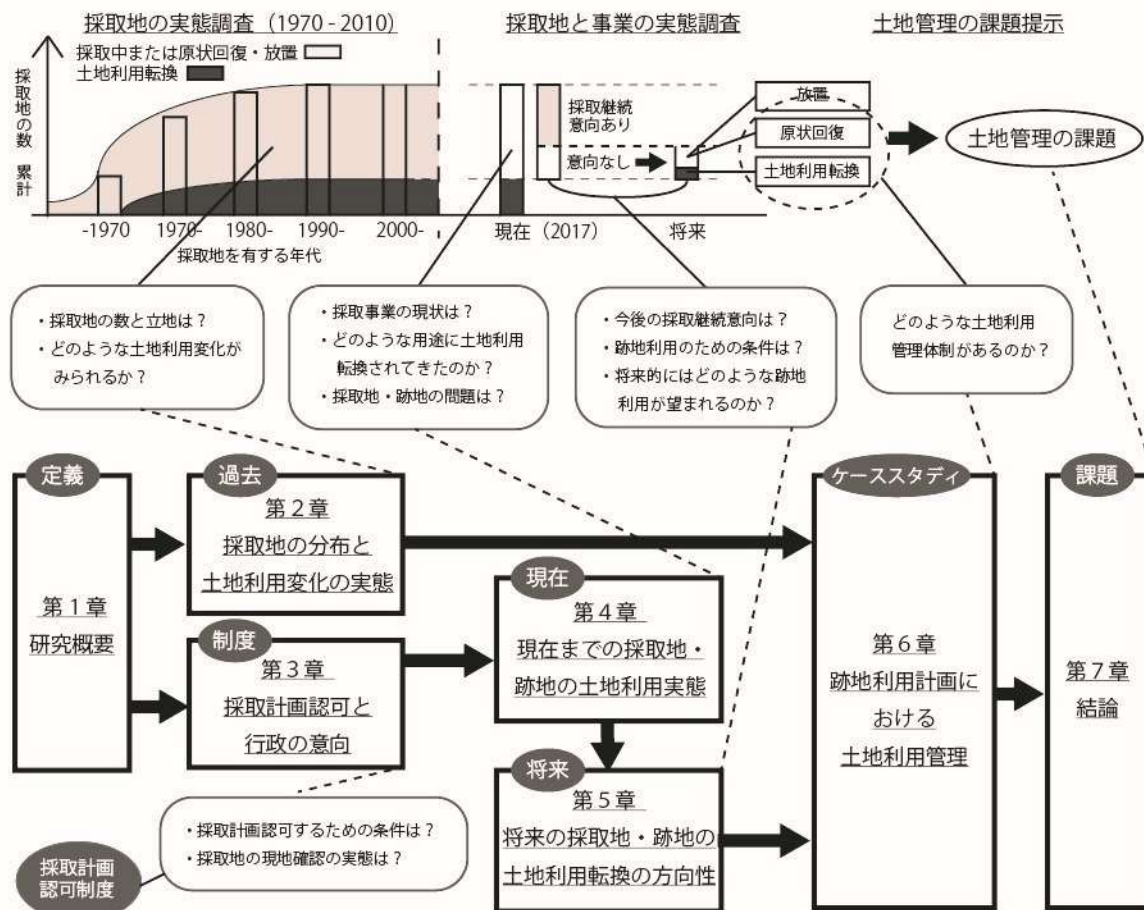 採取地の実態調査（1970 - 2010）
採取地と事業の実態調査
土地管理の課題提示
採取中または原状回復・放置
土地利用転換
採取地の数　累計
-1970
1970-
1980-
1990-
2000-
採取地を有する年代
採取継続
意向あり
意向なし
現在（2017）
将来
放置
原状回復
土地利用転換
土地管理の課題
・採取地の数と立地は？
・どのような土地利用変化が
みられるか？
・採取事業の現状は？
・どのような用途に土地利用
転換されてきたのか？
・採取地・跡地の問題は？
・今後の採取継続意向は？
・跡地利用のための条件は？
・将来的にはどのような跡地
利用が望まれるのか？
どのような土地利用
管理体制があるのか？
定義
第１章
研究概要
過去
第２章
採取地の分布と
土地利用変化の実態
制度
第３章
採取計画認可と
行政の意向
現在
第４章
現在までの採取地・
跡地の土地利用実態
将来
第５章
将来の採取地・跡地の
土地利用転換の方向性
ケーススタディ
第６章
跡地利用計画に
おける
土地利用管理
課題
第７章
結論
・採取計画認可するための条件は？
・採取地の現地確認の実態は？
採取計画
認可制度